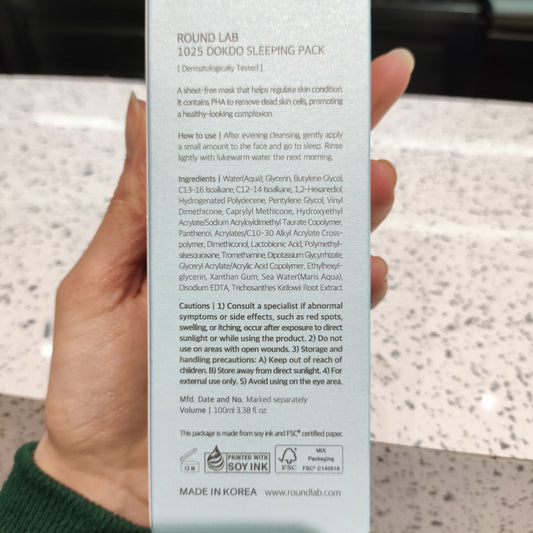 ROUND LAB
1025 DOKDO SLEEPING PACK
[ Dermatologically Tested ]
A sheet-free mask that helps regulate skin condition.
It contains PHA to remove dead skin cells, promoting
a healthy-looking complexion.
How to use | After evening cleansing, gently apply
a small amount to the face and go to sleep. Rinse
lightly with lukewarm water the next morning.
Ingredients | Water(Aqua), Glycerin, Butylene Glycol,
C13-16 Isoalkane, C12-14 Isoalkane, 1,2-Hexanediol,
Hydrogenated Polydecene, Pentylene Glycol, Vinyl
Dimethicone, Caprylyl Methicone, Hydroxyethyl
Acrylate/Sodium Acryloyldimethyl Taurate Copolymer,
Panthenol, Acrylates/C10-30 Alkyl Acrylate Cross-
polymer, Dimethiconol, Lactobionic Acid, Polymethyl-
silsesquioxane, Tromethamine, Dipotassium Glycyrrhizate,
Glyceryl Acrylate/Acrylic Acid Copolymer, Ethylhexyl-
glycerin, Xanthan Gum, Sea Water(Maris Aqua),
Disodium EDTA, Trichosanthes Kirilowii Root Extract
Cautions | 1) Consult a specialist if abnormal
symptoms or side effects, such as red spots,
swelling, or itching, occur after exposure to direct
sunlight or while using the product. 2) Do not
use on areas with open wounds. 3) Storage and
handling precautions: A) Keep out of reach of
children. B) Store away from direct sunlight. 4) For
external use only. 5) Avoid using on the eye area.
Mfd. Date and No. Marked separately
Volume | 100ml 3.38 fl. oz
This package is made from soy ink and FSC® certified paper.
12 M
PRINTED WITH
SOY INK
FSC
MIX
Packaging
FSC® C140618
MADE IN KOREA www.roundlab.com